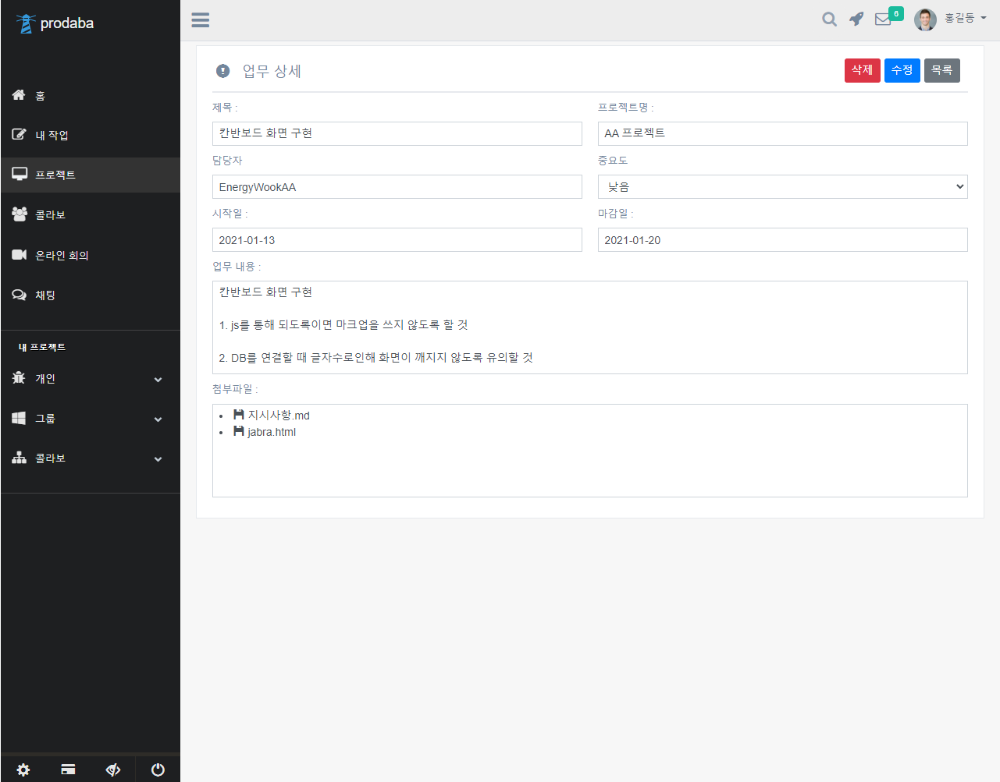 prodaba
6
홍길동
홈
내 작업
프로젝트
콜라보
온라인 회의
채팅
내 프로젝트
개인
그룹
콜라보
업무 상세
삭제 수정 목록
제목 : 프로젝트명 :
칸반보드 화면 구현 AA 프로젝트
담당자 중요도
EnergyWookAA 낮음
시작일 : 마감일 :
2021-01-13 2021-01-20
업무 내용 :
칸반보드 화면 구현
1. js를 통해 되도록이면 마크업을 쓰지 않도록 할 것
2. DB를 연결할 때 글자수로인해 화면이 깨지지 않도록 유의할 것
첨부파일 :
지시사항.md
jabra.html